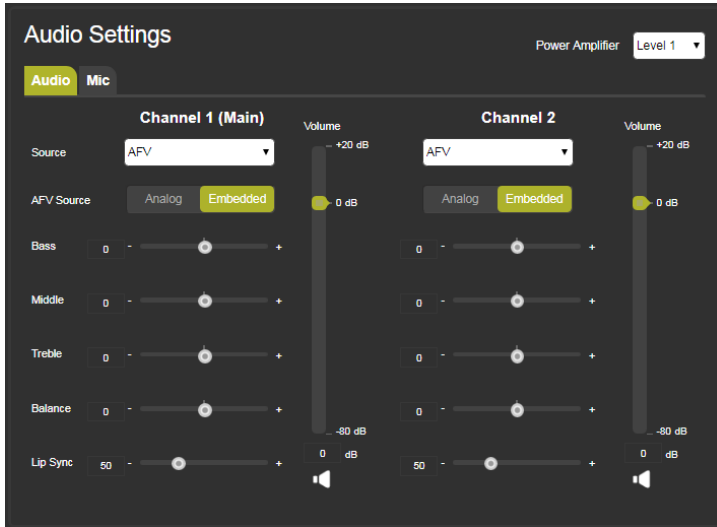 Audio Settings
Power Amplifier Level 1
Audio Mic
Channel 1 (Main) Volume Channel 2 Volume
+20 dB +20 dB
Source AFV AFV
AFV Source Analog Embedded 0 dB Analog Embedded 0 dB
Bass 0 - + 0 - +
Middle 0 - + 0 - +
Treble 0 - + 0 - +
Balance 0 - + 0 - +
-80 dB -80 dB
Lip Sync 50 - + 0 dB 50 - + 0 dB